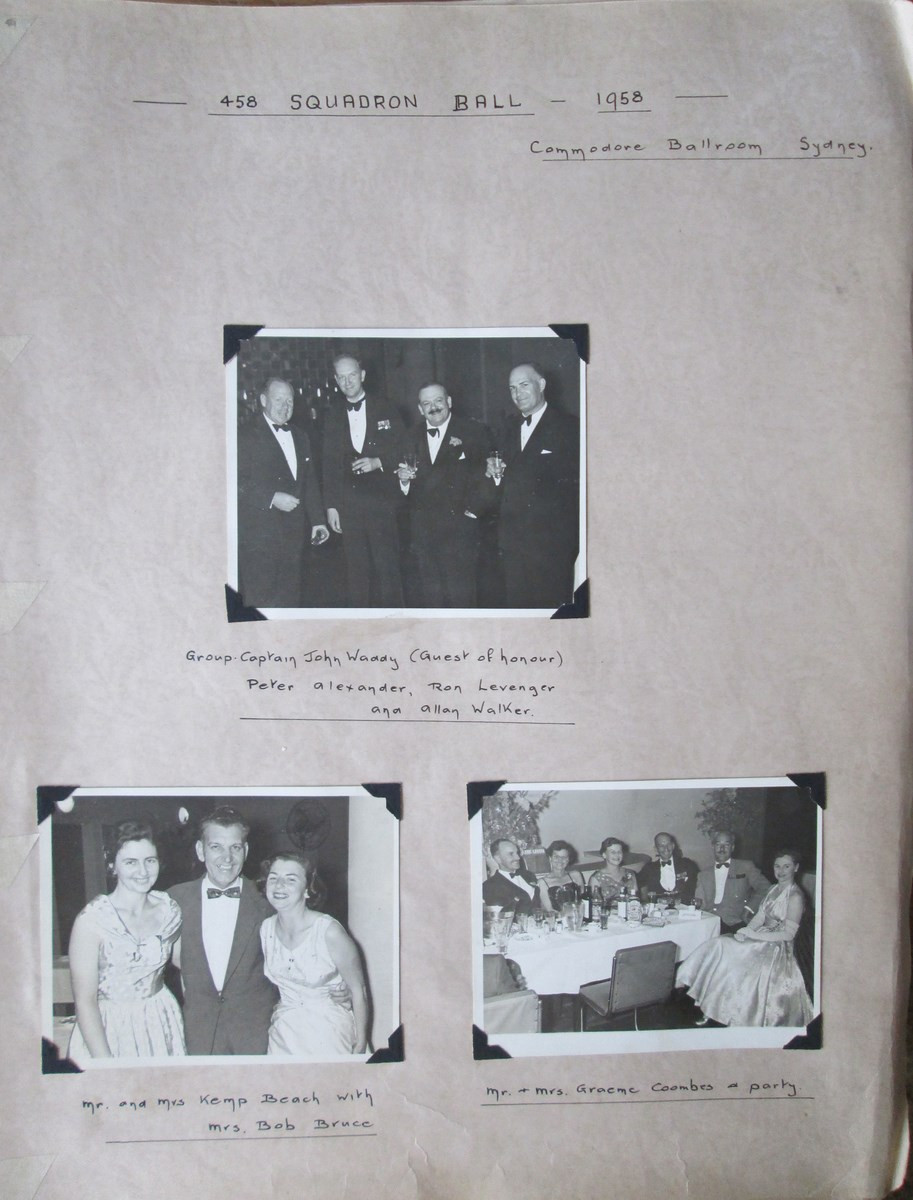 458 SQUADRON BALL – 1958
Commodore Ballroom Sydney.
Group-Captain John Waddy (Guest of honour)
Peter Alexander, Ron Levenger
and Allan Walker.
Mr. and Mrs Kemp Beach with
Mrs. Bob Bruce
Mr. + Mrs. Graeme Coombes & party.